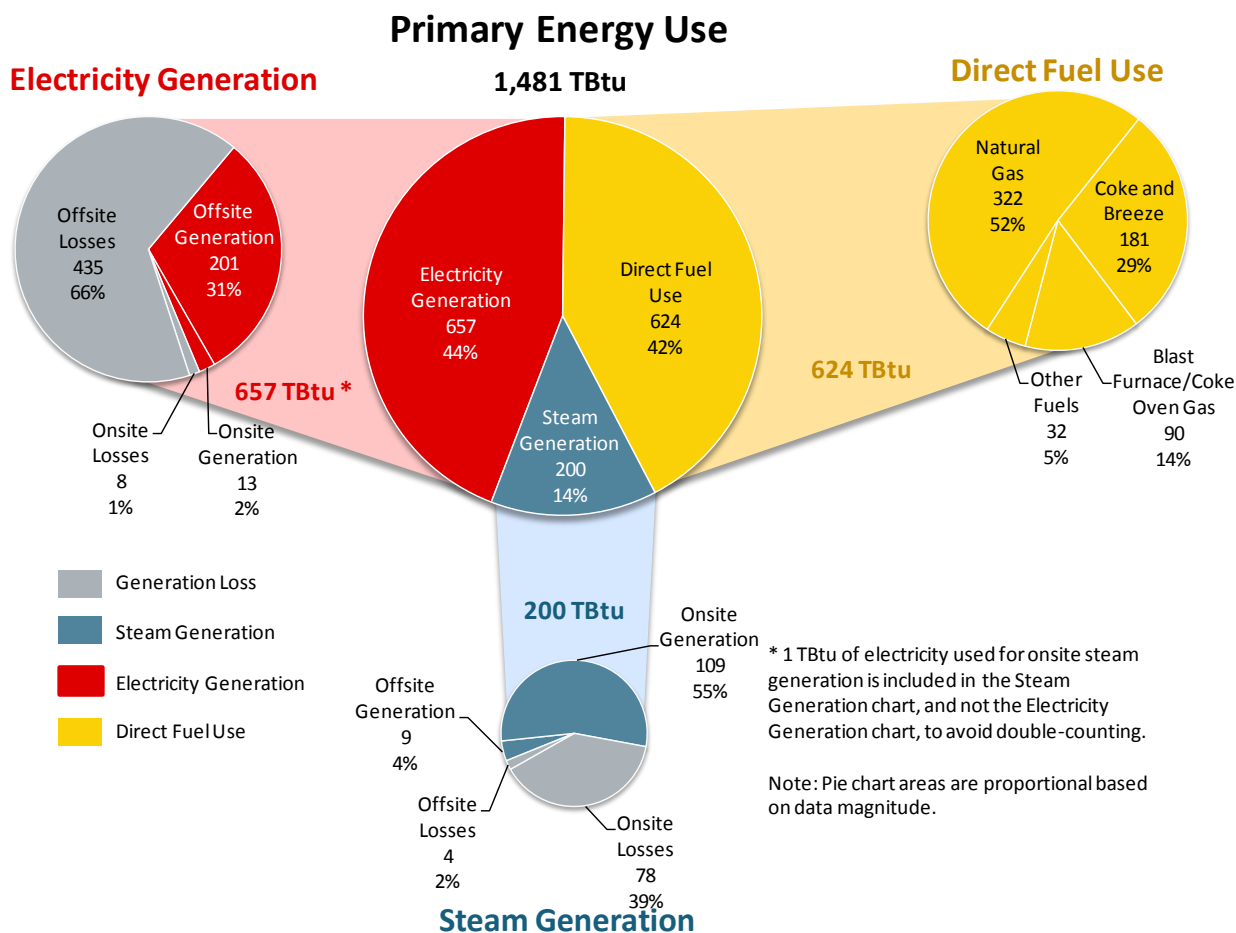 Primary Energy Use
1,481 TBtu
Electricity Generation
Direct Fuel Use
Offsite
Losses
435
66%
Offsite
Generation
201
31%
Onsite
Losses
8
1%
Onsite
Generation
13
2%
657 TBtu *
Electricity
Generation
657
44%
Direct Fuel
Use
624
42%
Steam
Generation
200
14%
624 TBtu
Natural
Gas
322
52%
Coke and
Breeze
181
29%
Other
Fuels
32
5%
Blast
Furnace/Coke
Oven Gas
90
14%
Generation Loss
Steam Generation
Electricity Generation
Direct Fuel Use
200 TBtu
Onsite
Generation
109
55%
Offsite
Generation
9
4%
Offsite
Losses
4
2%
Onsite
Losses
78
39%
Steam Generation
* 1 TBtu of electricity used for onsite steam
generation is included in the Steam
Generation chart, and not the Electricity
Generation chart, to avoid double-counting.
Note: Pie chart areas are proportional based
on data magnitude.